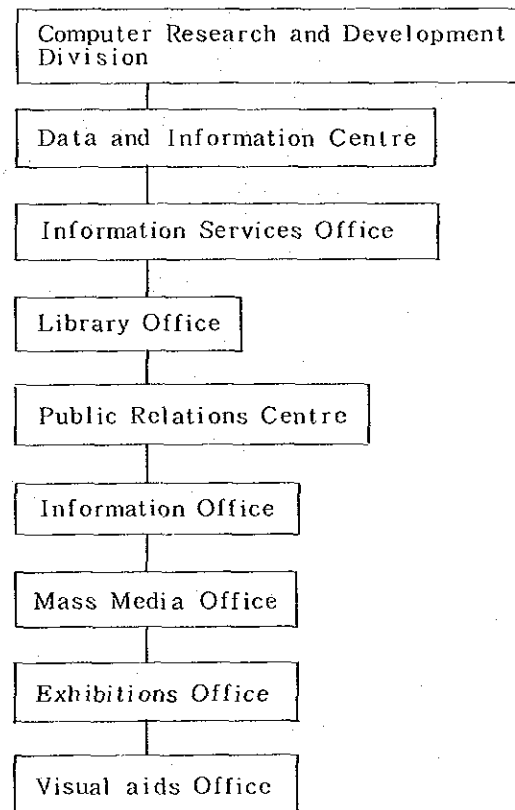 Computer Research and Development
Division
Data and Information Centre
Information Services Office
Library Office
Public Relations Centre
Information Office
Mass Media Office
Exhibitions Office
Visual aids Office